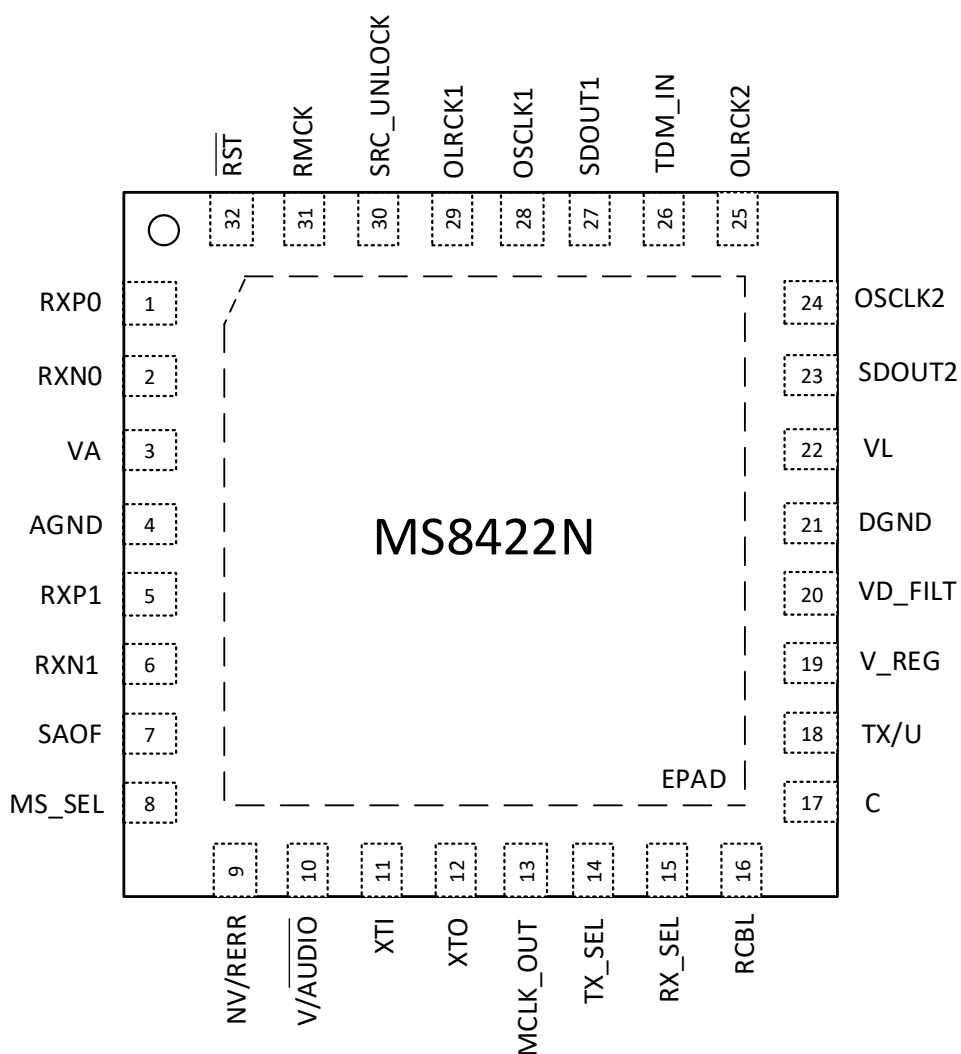 RST
RMCK
SRC_UNLOCK
OLRCK1
OSCLK1
SDOUT1
TDM_IN
OLRCK2
32
31
30
29
28
27
26
25
RXP0 1
RXN0 2
VA 3
AGND 4
RXP1 5
RXN1 6
SAOF 7
MS_SEL 8
MS8422N
EPAD
24 OSCLK2
23 SDOUT2
22 VL
21 DGND
20 VD_FILT
19 V_REG
18 TX/U
17 C
9
10
11
12
13
14
15
16
NV/RERR
V/AUDIO
XTI
XTO
MCLK_OUT
TX_SEL
RX_SEL
RCBL